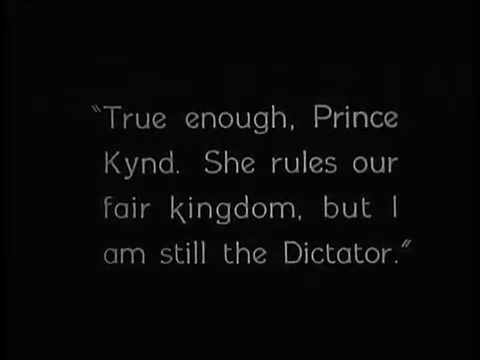 "True enough, Prince
Kynd. She rules our
fair kingdom, but I
am still the Dictator."